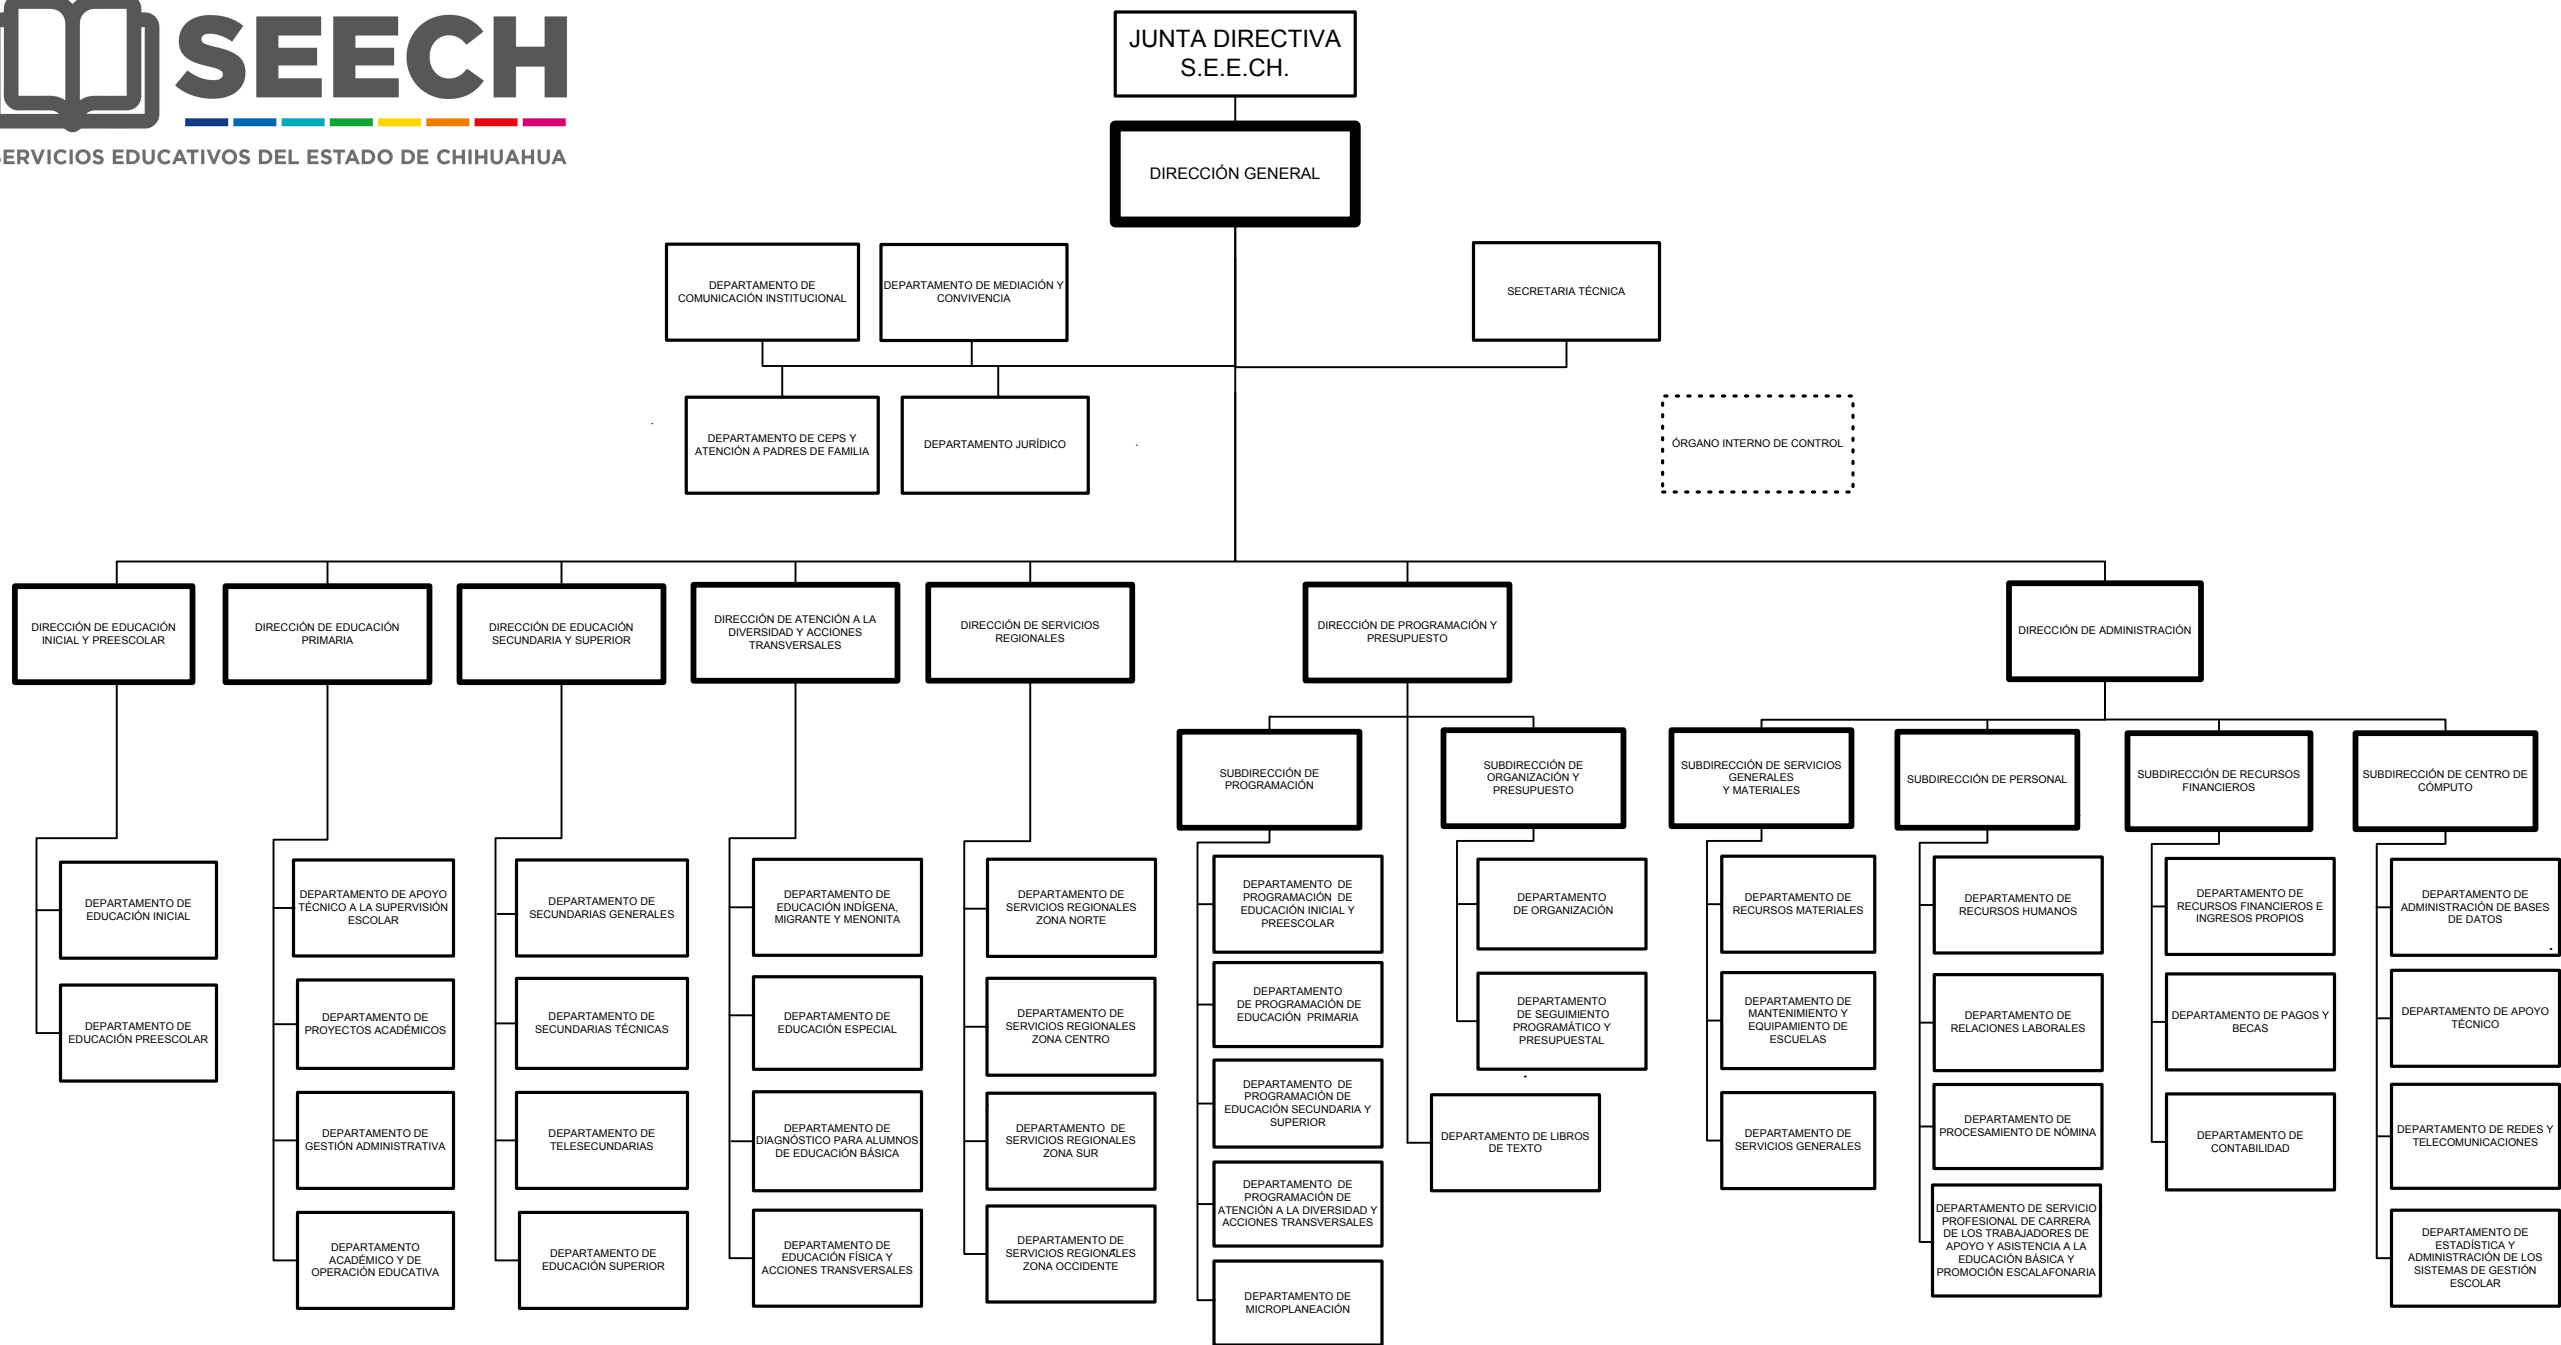 SEECH
SERVICIOS EDUCATIVOS DEL ESTADO DE CHIHUAHUA
JUNTA DIRECTIVA
S.E.E.CH.
DIRECCIÓN GENERAL
DEPARTAMENTO DE
COMUNICACIÓN INSTITUCIONAL
DEPARTAMENTO DE MEDIACIÓN Y
CONVIVENCIA
SECRETARIA TÉCNICA
DEPARTAMENTO DE CEPS Y
ATENCIÓN A PADRES DE FAMILIA
DEPARTAMENTO JURÍDICO
ÓRGANO INTERNO DE CONTROL
DIRECCIÓN DE EDUCACIÓN
INICIAL Y PREESCOLAR
DIRECCIÓN DE EDUCACIÓN
PRIMARIA
DIRECCIÓN DE EDUCACIÓN
SECUNDARIA Y SUPERIOR
DIRECCIÓN DE ATENCIÓN A LA
DIVERSIDAD Y ACCIONES
TRANSVERSALES
DIRECCIÓN DE SERVICIOS
REGIONALES
DIRECCIÓN DE PROGRAMACIÓN Y
PRESUPUESTO
DIRECCIÓN DE ADMINISTRACIÓN
SUBDIRECCIÓN DE
PROGRAMACIÓN
SUBDIRECCIÓN DE
ORGANIZACIÓN Y
PRESUPUESTO
SUBDIRECCIÓN DE SERVICIOS
GENERALES
Y MATERIALES
SUBDIRECCIÓN DE PERSONAL
SUBDIRECCIÓN DE RECURSOS
FINANCIEROS
SUBDIRECCIÓN DE CENTRO DE
CÓMPUTO
DEPARTAMENTO DE
EDUCACIÓN INICIAL
DEPARTAMENTO DE
EDUCACIÓN PREESCOLAR
DEPARTAMENTO DE APOYO
TÉCNICO A LA SUPERVISIÓN
ESCOLAR
DEPARTAMENTO DE
PROYECTOS ACADÉMICOS
DEPARTAMENTO DE
GESTIÓN ADMINISTRATIVA
DEPARTAMENTO
ACADÉMICO Y DE
OPERACIÓN EDUCATIVA
DEPARTAMENTO DE
SECUNDARIAS GENERALES
DEPARTAMENTO DE
SECUNDARIAS TÉCNICAS
DEPARTAMENTO DE
TELESECUNDARIAS
DEPARTAMENTO DE
EDUCACIÓN SUPERIOR
DEPARTAMENTO DE
EDUCACIÓN INDÍGENA,
MIGRANTE Y MENONITA
DEPARTAMENTO DE
EDUCACIÓN ESPECIAL
DEPARTAMENTO DE
DIAGNÓSTICO PARA ALUMNOS
DE EDUCACIÓN BÁSICA
DEPARTAMENTO DE
EDUCACIÓN FÍSICA Y
ACCIONES TRANSVERSALES
DEPARTAMENTO DE
SERVICIOS REGIONALES
ZONA NORTE
DEPARTAMENTO DE
SERVICIOS REGIONALES
ZONA CENTRO
DEPARTAMENTO DE
SERVICIOS REGIONALES
ZONA SUR
DEPARTAMENTO DE
SERVICIOS REGIONALES
ZONA OCCIDENTE
DEPARTAMENTO DE
PROGRAMACIÓN DE
EDUCACIÓN INICIAL Y
PREESCOLAR
DEPARTAMENTO
DE PROGRAMACIÓN DE
EDUCACIÓN PRIMARIA
DEPARTAMENTO DE
PROGRAMACIÓN DE
EDUCACIÓN SECUNDARIA Y
SUPERIOR
DEPARTAMENTO DE
PROGRAMACIÓN DE
ATENCIÓN A LA DIVERSIDAD Y
ACCIONES TRANSVERSALES
DEPARTAMENTO DE
MICROPLANEACIÓN
DEPARTAMENTO DE LIBROS
DE TEXTO
DEPARTAMENTO
DE ORGANIZACIÓN
DEPARTAMENTO
DE SEGUIMIENTO
PROGRAMÁTICO Y
PRESUPUESTAL
DEPARTAMENTO DE
RECURSOS MATERIALES
DEPARTAMENTO DE
MANTENIMIENTO Y
EQUIPAMIENTO DE
ESCUELAS
DEPARTAMENTO DE
SERVICIOS GENERALES
DEPARTAMENTO DE
RECURSOS HUMANOS
DEPARTAMENTO DE
RELACIONES LABORALES
DEPARTAMENTO DE
PROCESAMIENTO DE NÓMINA
DEPARTAMENTO DE SERVICIO
PROFESIONAL DE CARRERA
DE LOS TRABAJADORES DE
APOYO Y ASISTENCIA A LA
EDUCACIÓN BÁSICA Y
PROMOCIÓN ESCALAFONARIA
DEPARTAMENTO DE
RECURSOS FINANCIEROS E
INGRESOS PROPIOS
DEPARTAMENTO DE PAGOS Y
BECAS
DEPARTAMENTO DE
CONTABILIDAD
DEPARTAMENTO DE
ADMINISTRACIÓN DE BASES
DE DATOS
DEPARTAMENTO DE APOYO
TÉCNICO
DEPARTAMENTO DE REDES Y
TELECOMUNICACIONES
DEPARTAMENTO DE
ESTADÍSTICA Y
ADMINISTRACIÓN DE LOS
SISTEMAS DE GESTIÓN
ESCOLAR